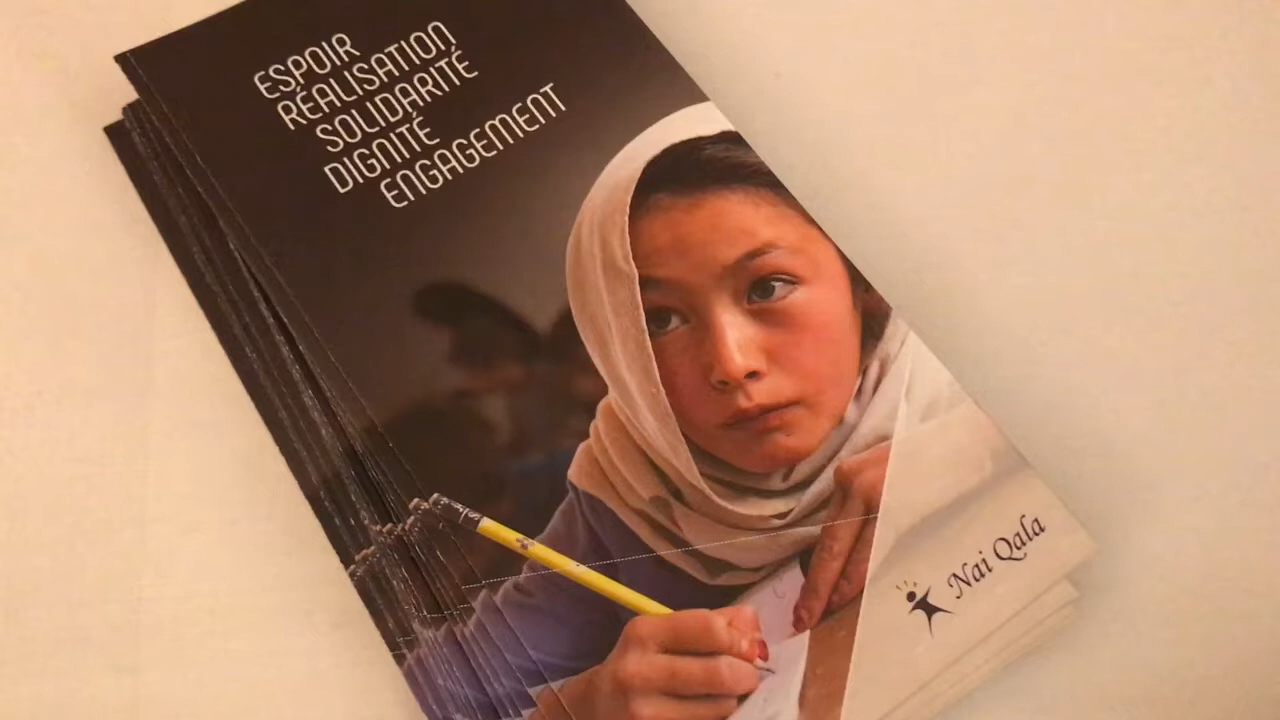 ESPOIR
RÉALISATION
SOLIDARITÉ
DIGNITÉ
ENGAGEMENT
Nai Qala